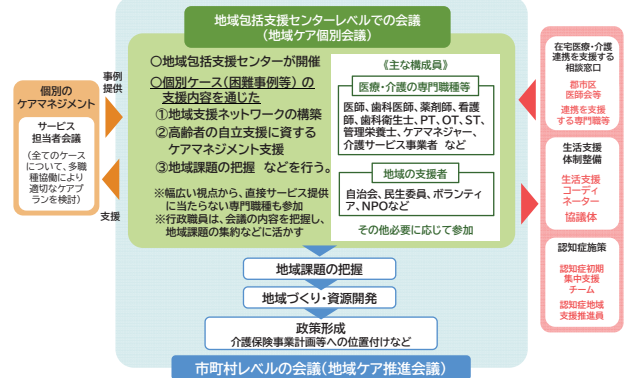 地域包括支援センターレベルでの会議
(地域ケア個別会議)
○地域包括支援センターが開催
○個別ケース(困難事例等)の
支援内容を通じた
①地域支援ネットワークの構築
②高齢者の自立支援に資する
ケアマネジメント支援
③地域課題の把握 などを行う。
※幅広い視点から、直接サービス提供
に当たらない専門職種も参加
※行政職員は、会議の内容を把握し、
地域課題の集約などに活かす
《主な構成員》
医療・介護の専門職種等
医師、歯科医師、薬剤師、看護
師、歯科衛生士、PT、OT、ST、
管理栄養士、ケアマネジャー、
介護サービス事業者 など
地域の支援者
自治会、民生委員、ボランティ
ア、NPOなど
その他必要に応じて参加
事例
提供
支援
個別の
ケアマネジメント
サービス
担当者会議
(全てのケース
について、多職
種協働により
適切なケアプ
ランを検討)
在宅医療・介護
連携を支援する
相談窓口
郡市区
医師会等
連携を支援
する専門職等
生活支援
体制整備
生活支援
コーディ
ネーター
協議体
認知症施策
認知症初期
集中支援
チーム
認知症地域
支援推進員
地域課題の把握
地域づくり・資源開発
政策形成
介護保険事業計画等への位置付けなど
市町村レベルの会議(地域ケア推進会議)